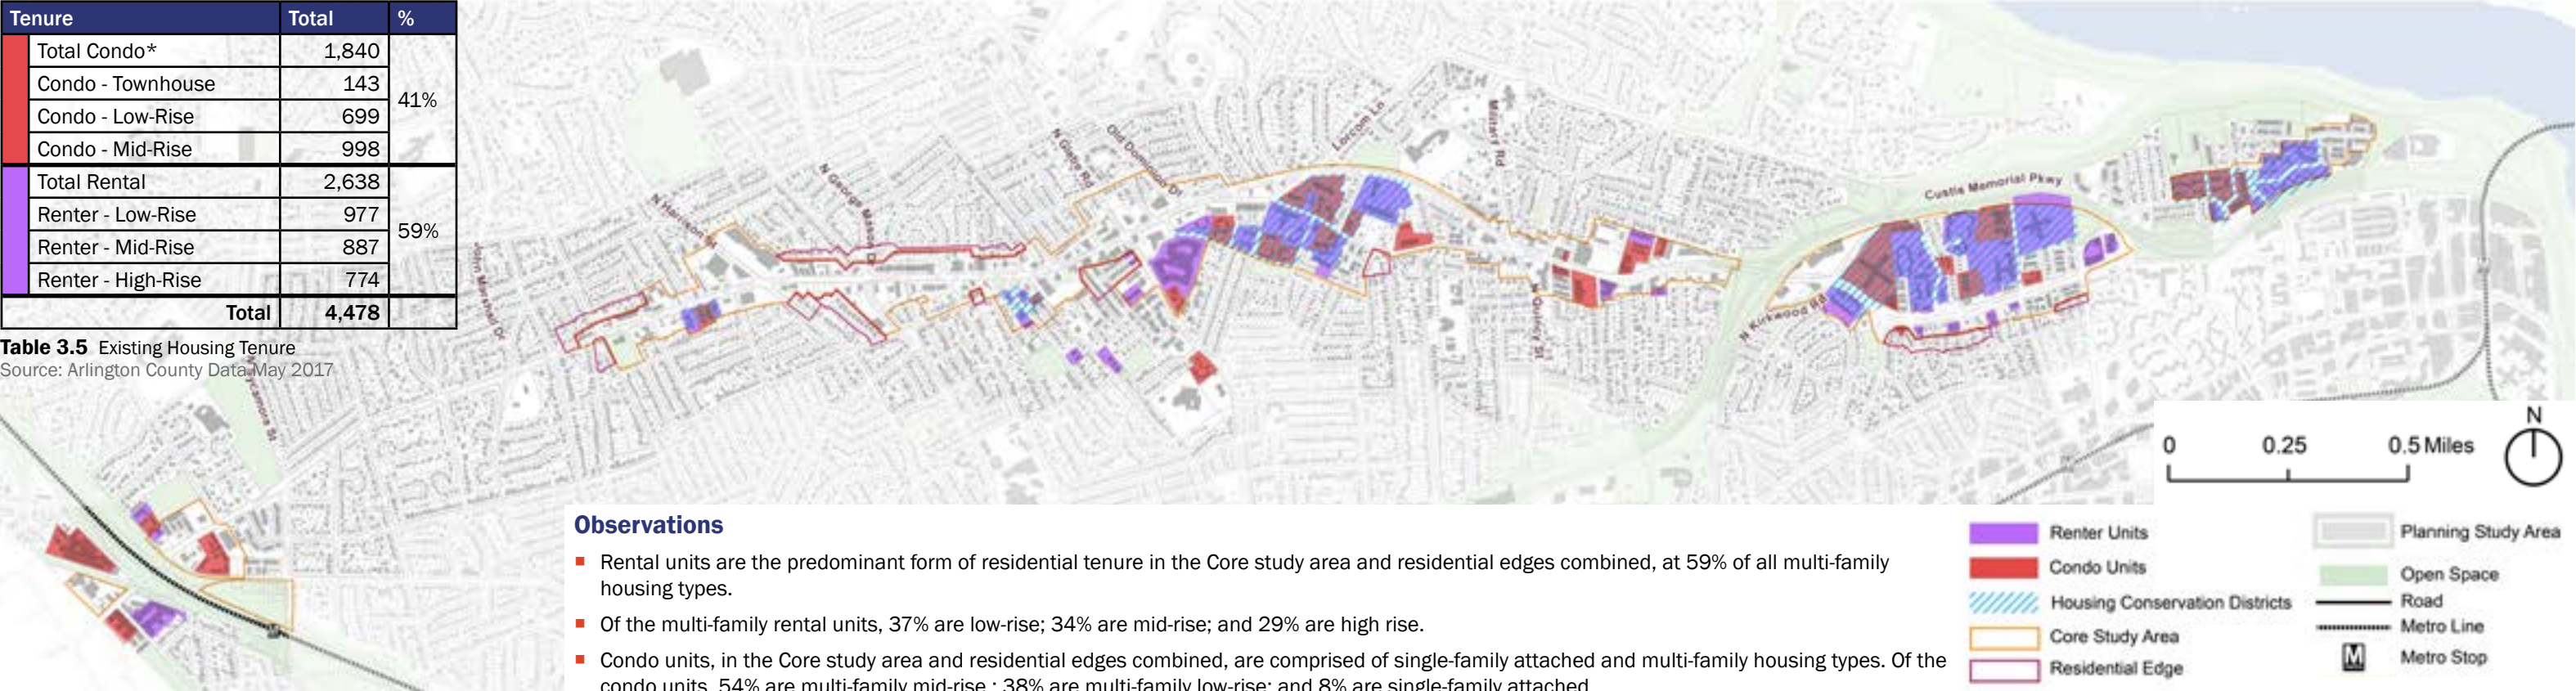 Tenure Total %
Total Condo* 1,840
Condo - Townhouse 143
41%
Condo - Low-Rise 699
Condo - Mid-Rise 998
Total Rental 2,638
Renter - Low-Rise 977
59%
Renter - Mid-Rise 887
Renter - High-Rise 774
Total 4,478
Table 3.5 Existing Housing Tenure
Source: Arlington County Data May 2017
N Sycamore St
John Marshall Dr
N Harrison St
N George Mason Dr
N Glebe Rd
Old Dominion Dr
Lorcom Ln
Military Rd
N Quincy St
N Kirkwood Rd
Custis Memorial Pkwy
N
0 0.25 0.5 Miles
Observations
Rental units are the predominant form of residential tenure in the Core study area and residential edges combined, at 59% of all multi-family
housing types.
Of the multi-family rental units, 37% are low-rise; 34% are mid-rise; and 29% are high rise.
Condo units, in the Core study area and residential edges combined, are comprised of single-family attached and multi-family housing types. Of the
condo units, 54% are multi-family mid-rise ; 38% are multi-family low-rise; and 8% are single-family attached
Renter Units
Condo Units
Housing Conservation Districts
Core Study Area
Residential Edge
Planning Study Area
Open Space
Road
Metro Line
M Metro Stop